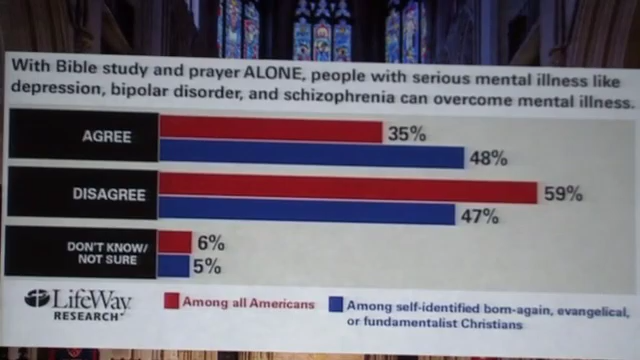 With Bible study and prayer ALONE, people with serious mental illness like
depression, bipolar disorder, and schizophrenia can overcome mental illness.
AGREE
35%
48%
DISAGREE
59%
47%
DON'T KNOW/
NOT SURE
6%
5%
LifeWay
RESEARCH
Among all Americans
Among self-identified born-again, evangelical,
or fundamentalist Christians